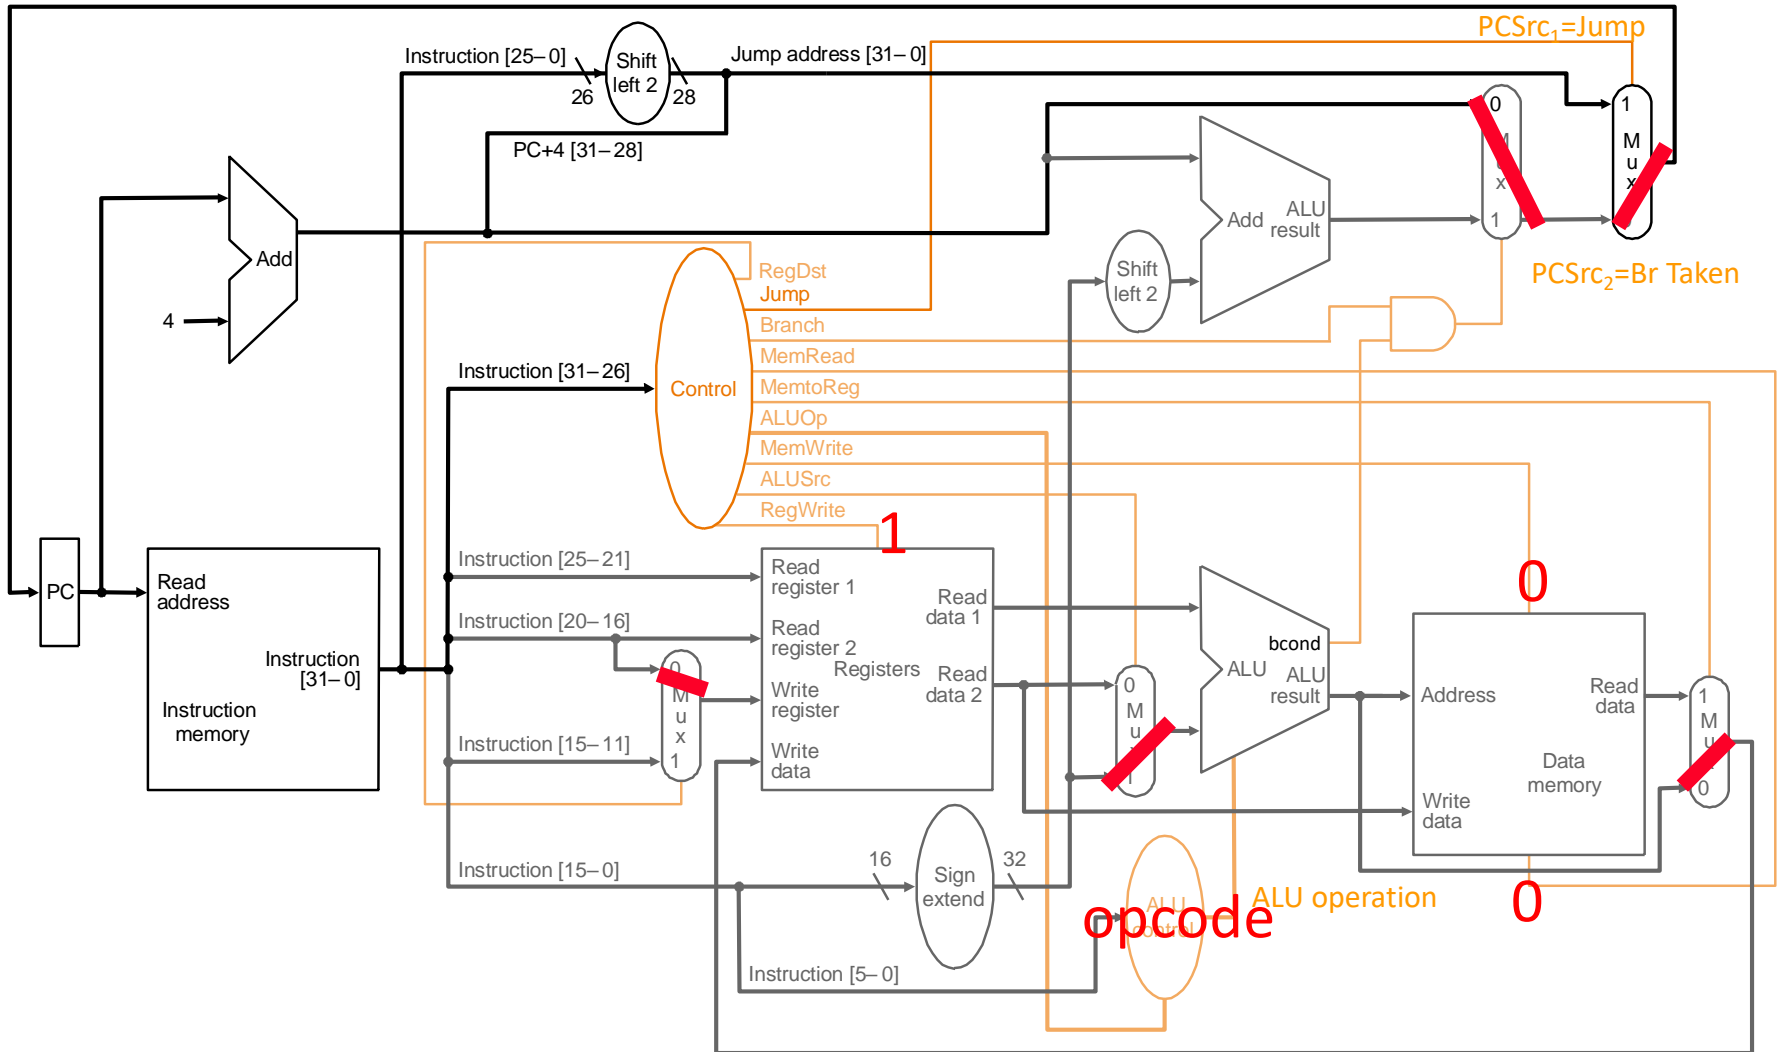 PCSrc1=Jump
Instruction [25–0]
Shift
left 2
Jump address [31–0]
26
28
PC+4 [31–28]
0
M
u
x
1
1
M
u
x
Add
ALU
result
Add
4
Shift
left 2
PCSrc2=Br Taken
RegDst
Jump
Branch
MemRead
MemtoReg
ALUOp
MemWrite
ALUSrc
RegWrite
Instruction [31–26]
Control
1
PC
Read
address
Instruction
[31–0]
Instruction
memory
Instruction [25–21]
Instruction [20–16]
Instruction [15–11]
0
M
u
x
1
Read
register 1
Read
register 2
Write
register
Write
data
Registers
Read
data 1
Read
data 2
0
M
u
bcond
ALU
ALU
result
0
Address
Read
data
Data
memory
Write
data
0
1
M
u
0
Instruction [15–0]
16
Sign
extend
32
ALU
control
opcode
ALU operation
Instruction [5–0]